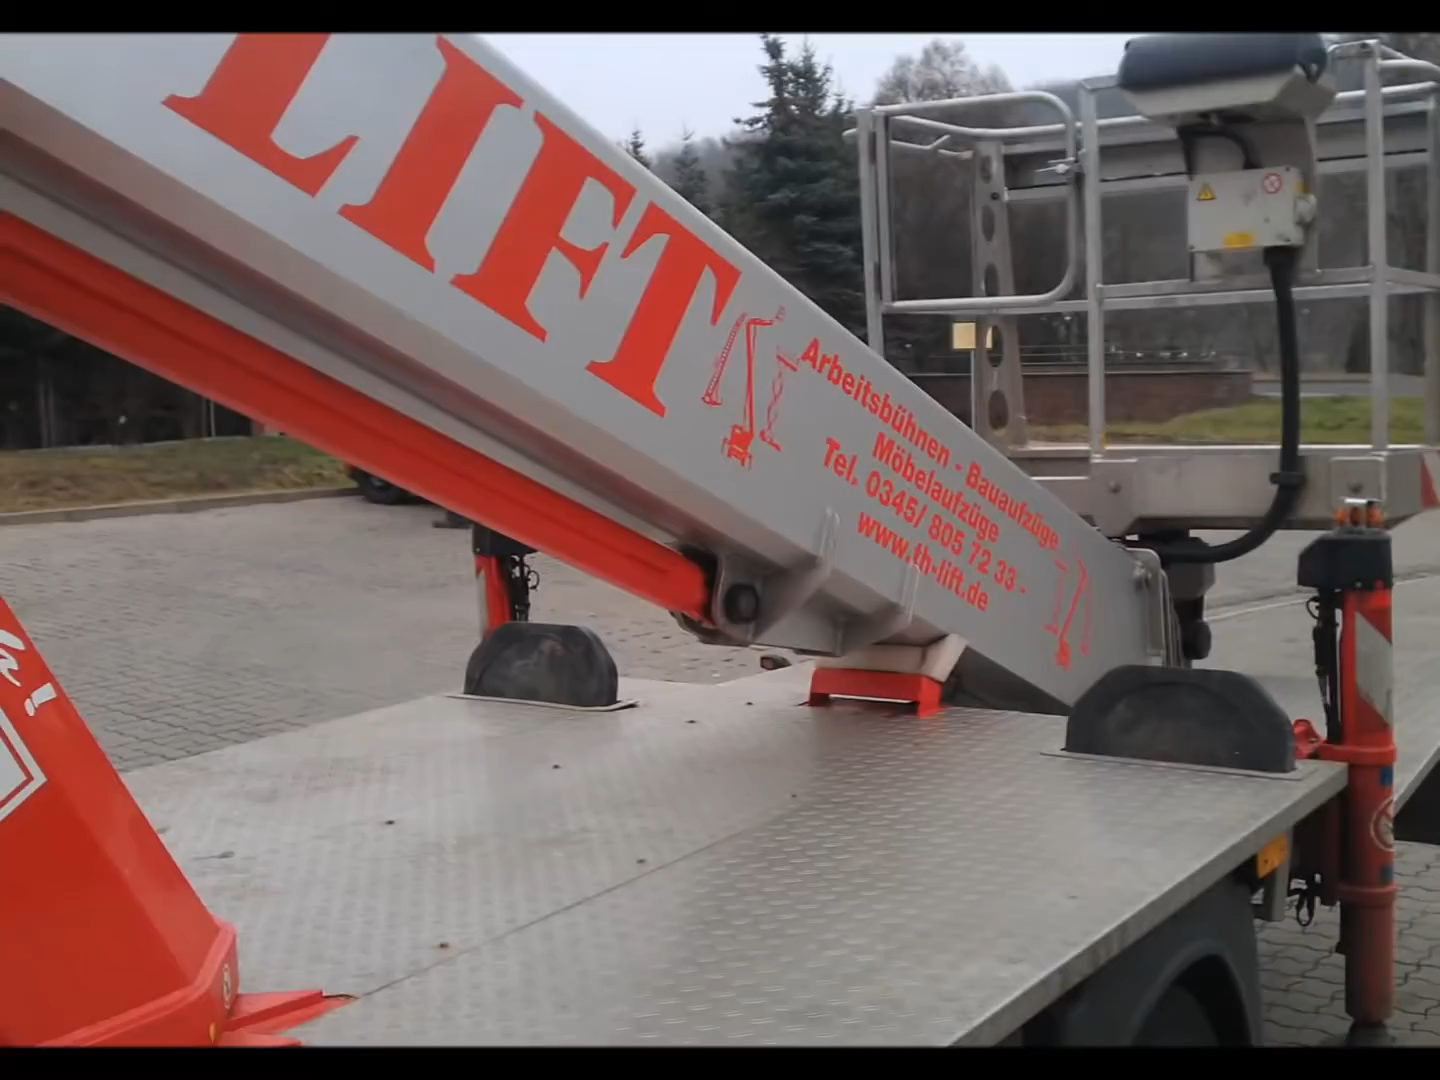 LIFT
Arbeitsbühnen - Bauaufzüge
Möbelaufzüge
Tel. 0345/ 805 72 33 -
www.th-lift.de